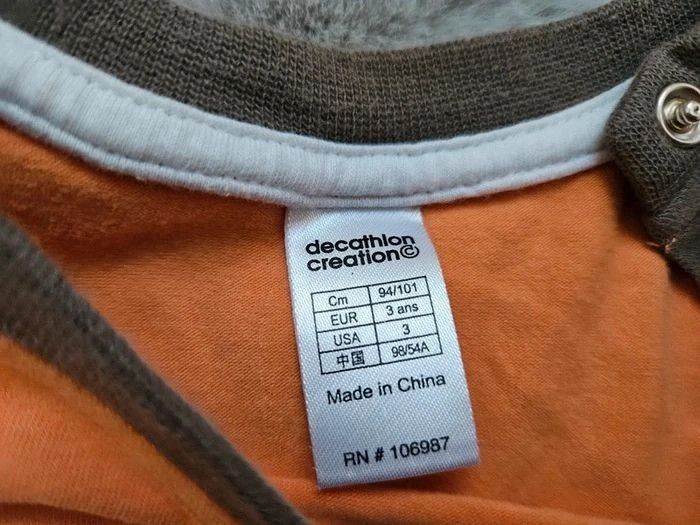 decathlon
creation©
Cm 94/101
EUR 3 ans
USA 3
中国 98/54A
Made in China
RN # 106987